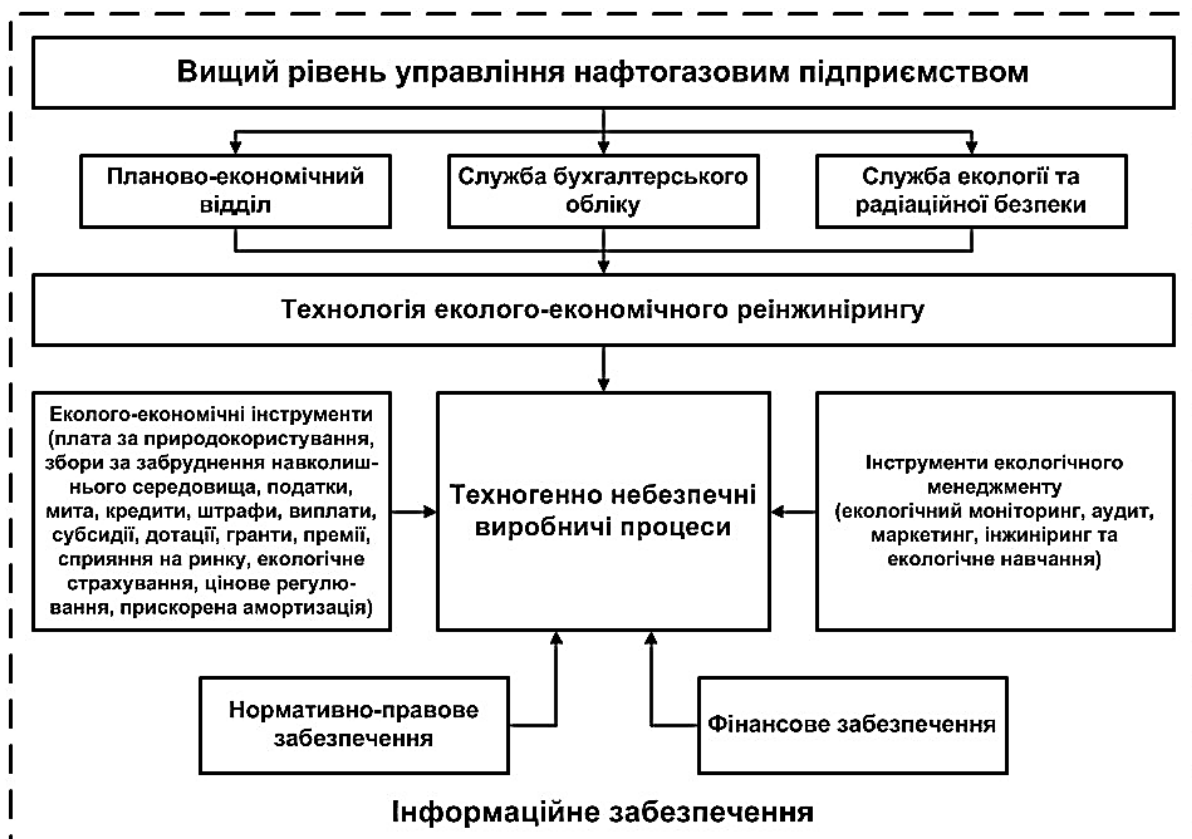 Вищий рівень управління нафтогазовим підприємством
Планово-економічний
відділ
Служба бухгалтерського
обліку
Служба екології та
радіаційної безпеки
Технологія еколого-економічного реінжинірингу
Еколого-економічні інструменти
(плата за природокористування,
збори за забруднення навколиш-
нього середовища, податки,
мита, кредити, штрафи, виплати,
субсидії, дотації, гранти, премії,
сприяння на ринку, екологічне
страхування, цінове регулю-
вання, прискорена амортизація)
Техногенно небезпечні
виробничі процеси
Інструменти екологічного
менеджменту
(екологічний моніторинг, аудит,
маркетинг, інжиніринг та
екологічне навчання)
Нормативно-правове
забезпечення
Фінансове забезпечення
Інформаційне забезпечення